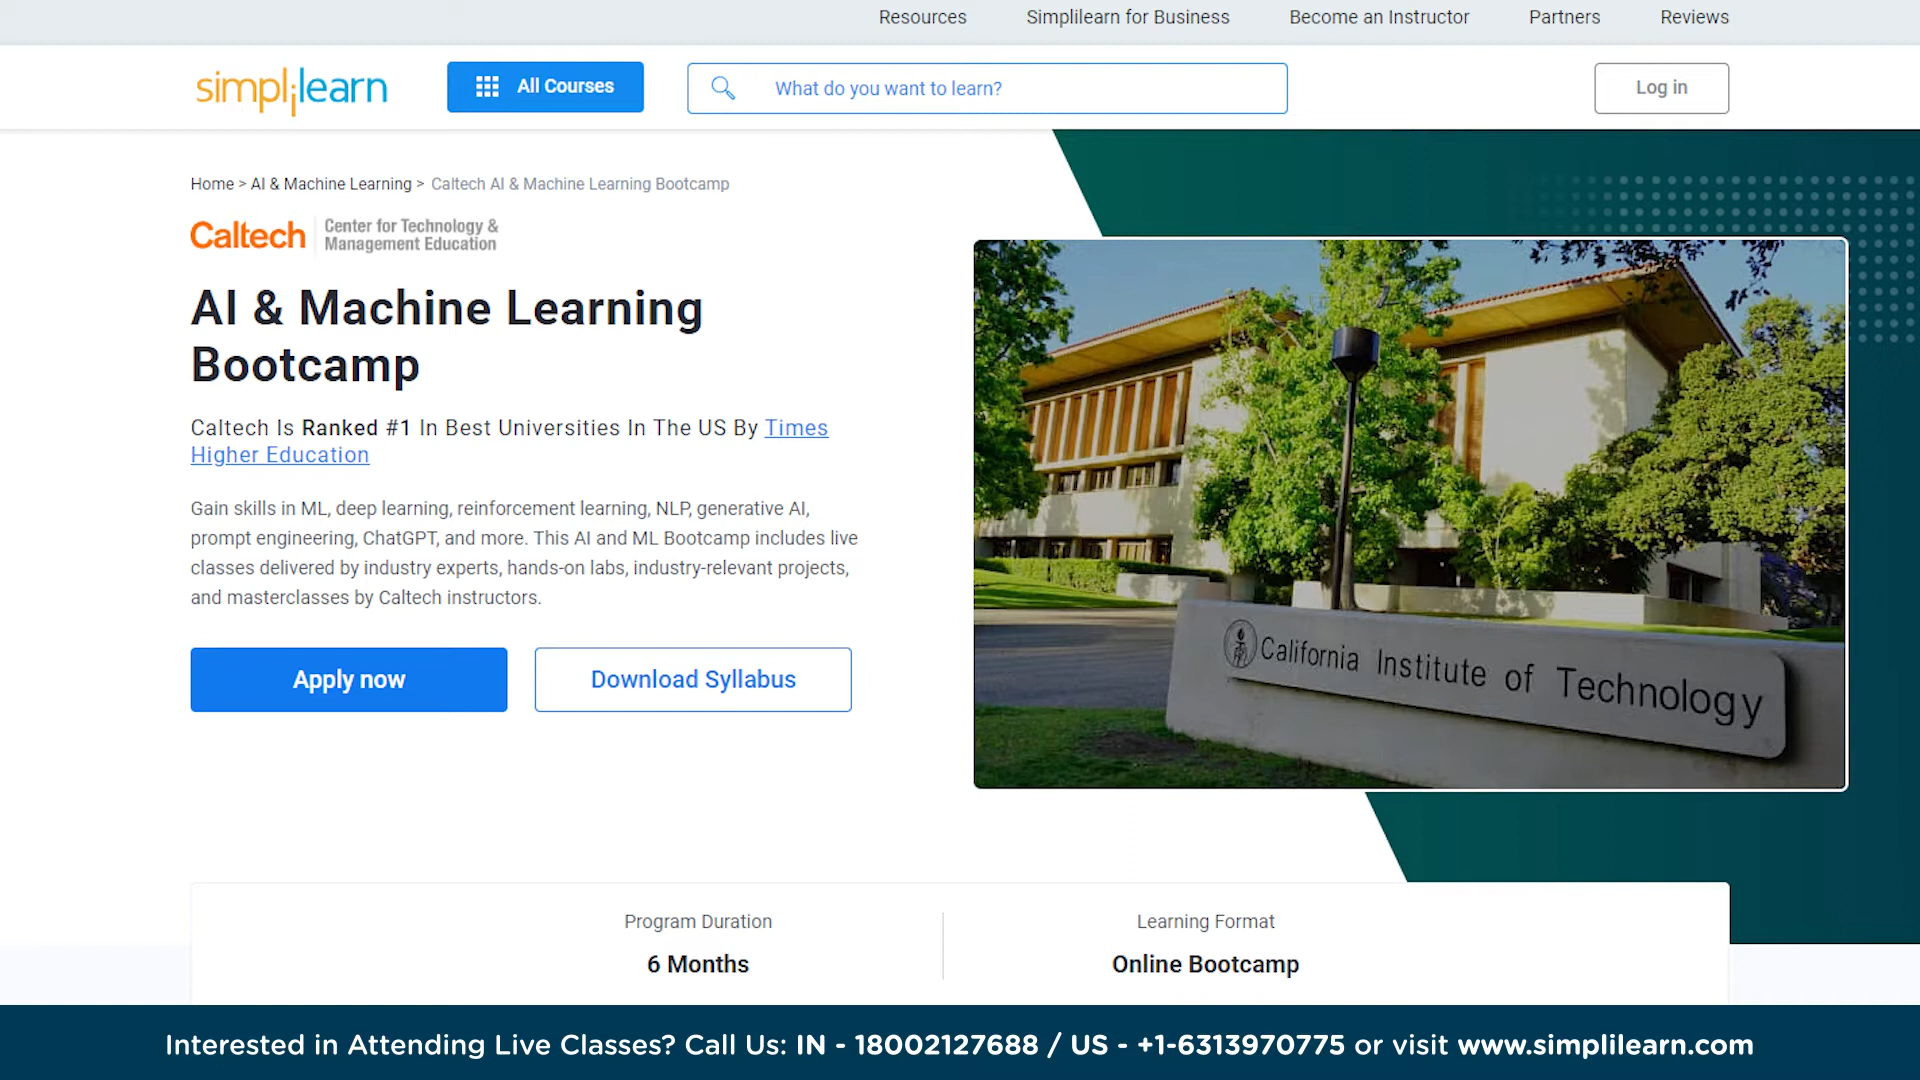 Resources Simplilearn for Business Become an Instructor Partners Reviews
simplilearn All Courses What do you want to learn? Log in
Home > AI & Machine Learning > Caltech AI & Machine Learning Bootcamp
Caltech Center for Technology &
Management Education
AI & Machine Learning
Bootcamp
Caltech Is Ranked #1 In Best Universities In The US By Times
Higher Education
Gain skills in ML, deep learning, reinforcement learning, NLP, generative AI,
prompt engineering, ChatGPT, and more. This AI and ML Bootcamp includes live
classes delivered by industry experts, hands-on labs, industry-relevant projects,
and masterclasses by Caltech instructors.
Apply now Download Syllabus
California Institute of Technology
Program Duration
6 Months
Learning Format
Online Bootcamp
Interested in Attending Live Classes? Call Us: IN - 18002127688 / US - +1-6313970775 or visit www.simplilearn.com